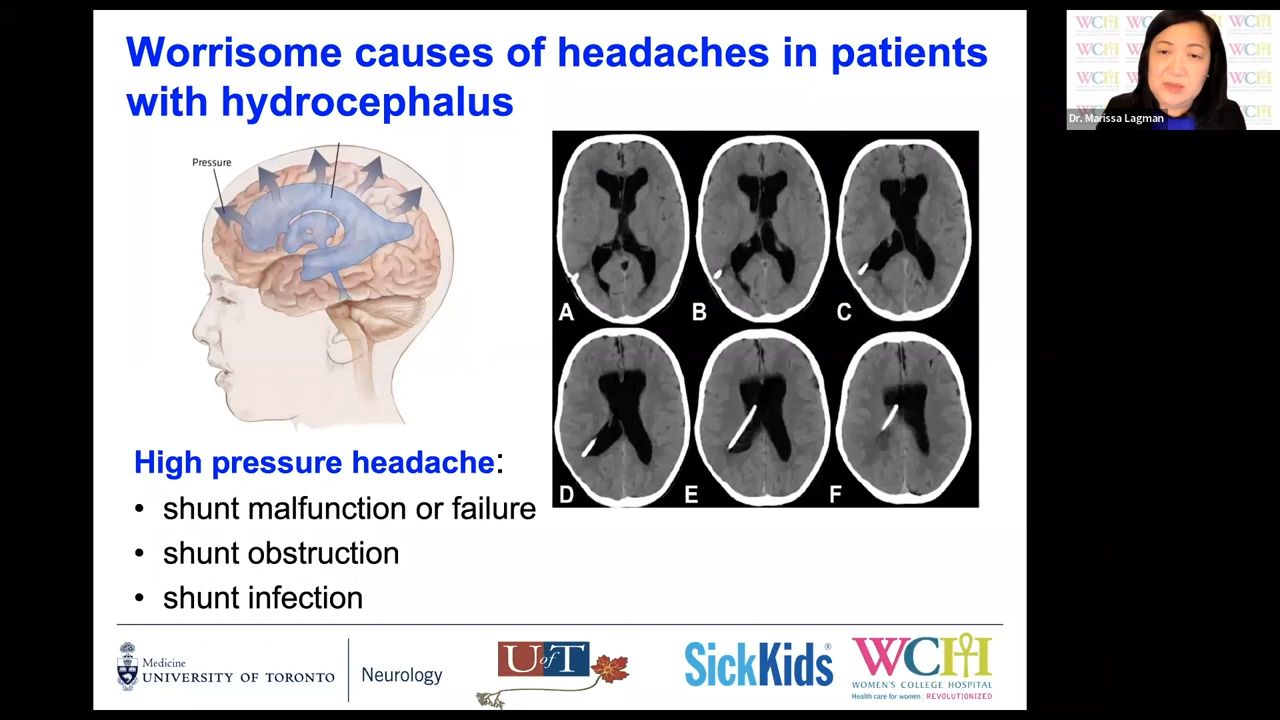 Worrisome causes of headaches in patients
with hydrocephalus
Pressure
A
B
C
D
E
F
High pressure headache:
• shunt malfunction or failure
• shunt obstruction
• shunt infection
Medicine
UNIVERSITY OF TORONTO
Neurology
U of T
SickKids®
WCH
WOMEN'S COLLEGE HOSPITAL
Health care for women REVOLUTIONIZED
WCH
Dr. Marissa Lagman